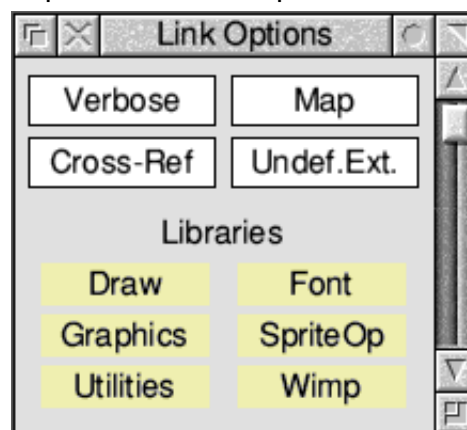 Link Options
Verbose Map
Cross-Ref Undef.Ext.
Libraries
Draw Font
Graphics SpriteOp
Utilities Wimp